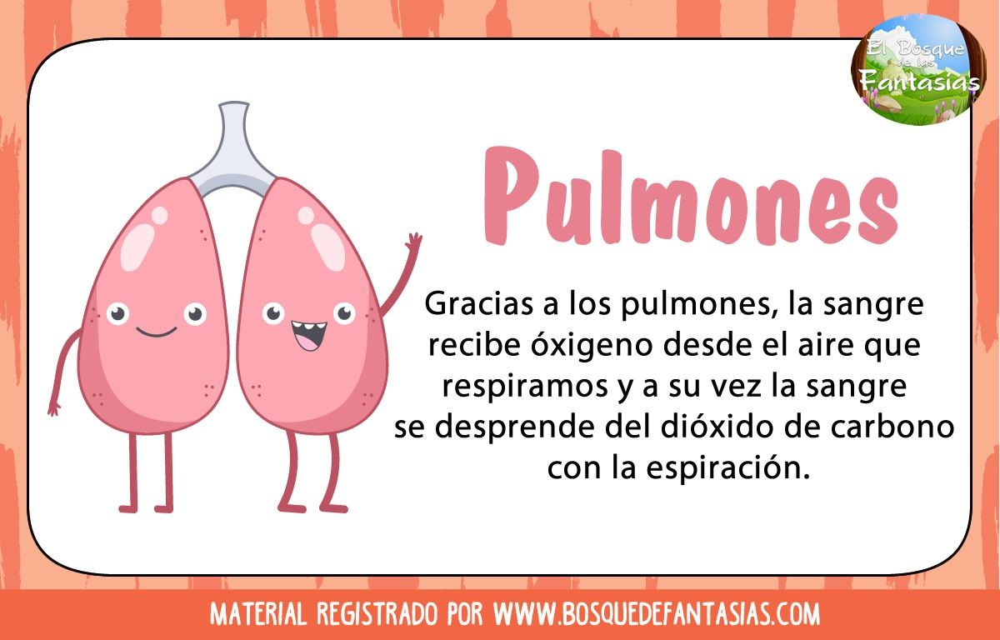 El Bosque
de las
Fantasías
Pulmones
Gracias a los pulmones, la sangre
recibe óxigeno desde el aire que
respiramos y a su vez la sangre
se desprende del dióxido de carbono
con la espiración.
MATERIAL REGISTRADO POR WWW.BOSQUEDEFANTASIAS.COM